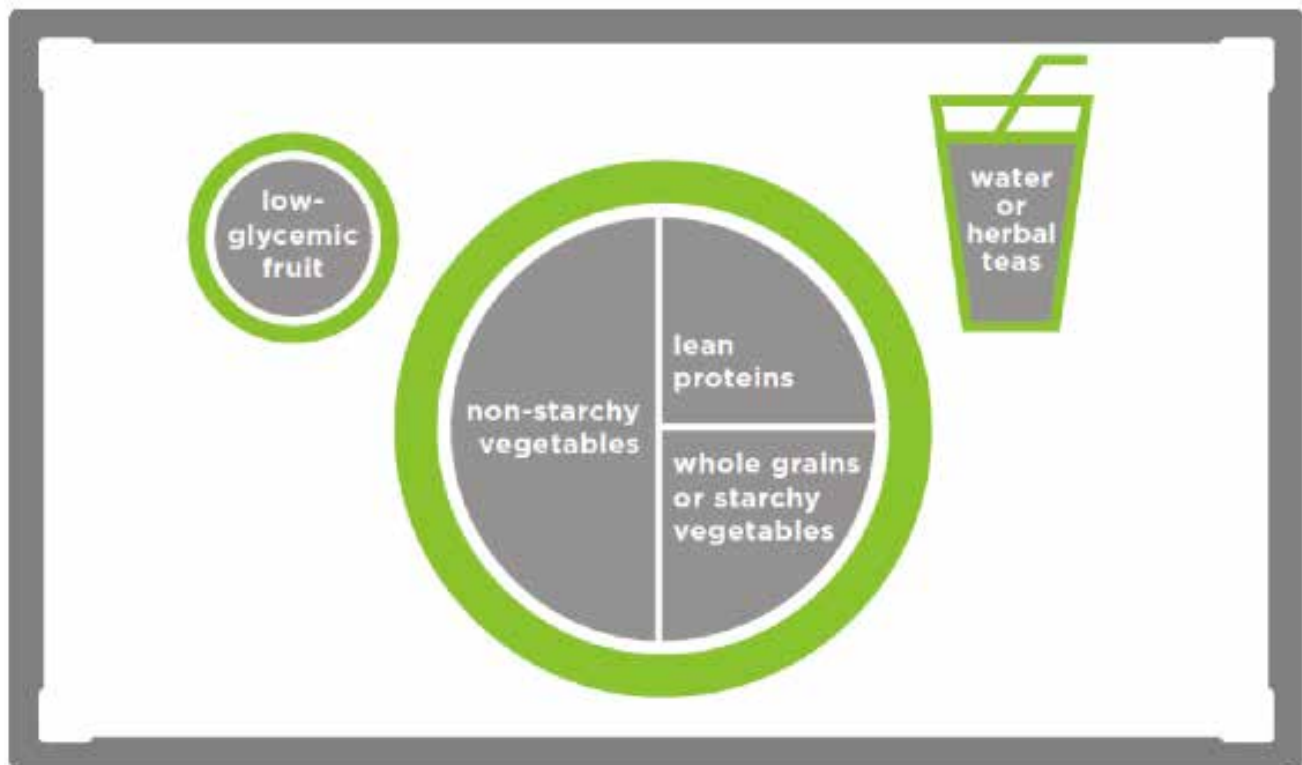 low-
glycemic
fruit
water
or
herbal
teas
non-starchy
vegetables
lean
proteins
whole grains
or starchy
vegetables